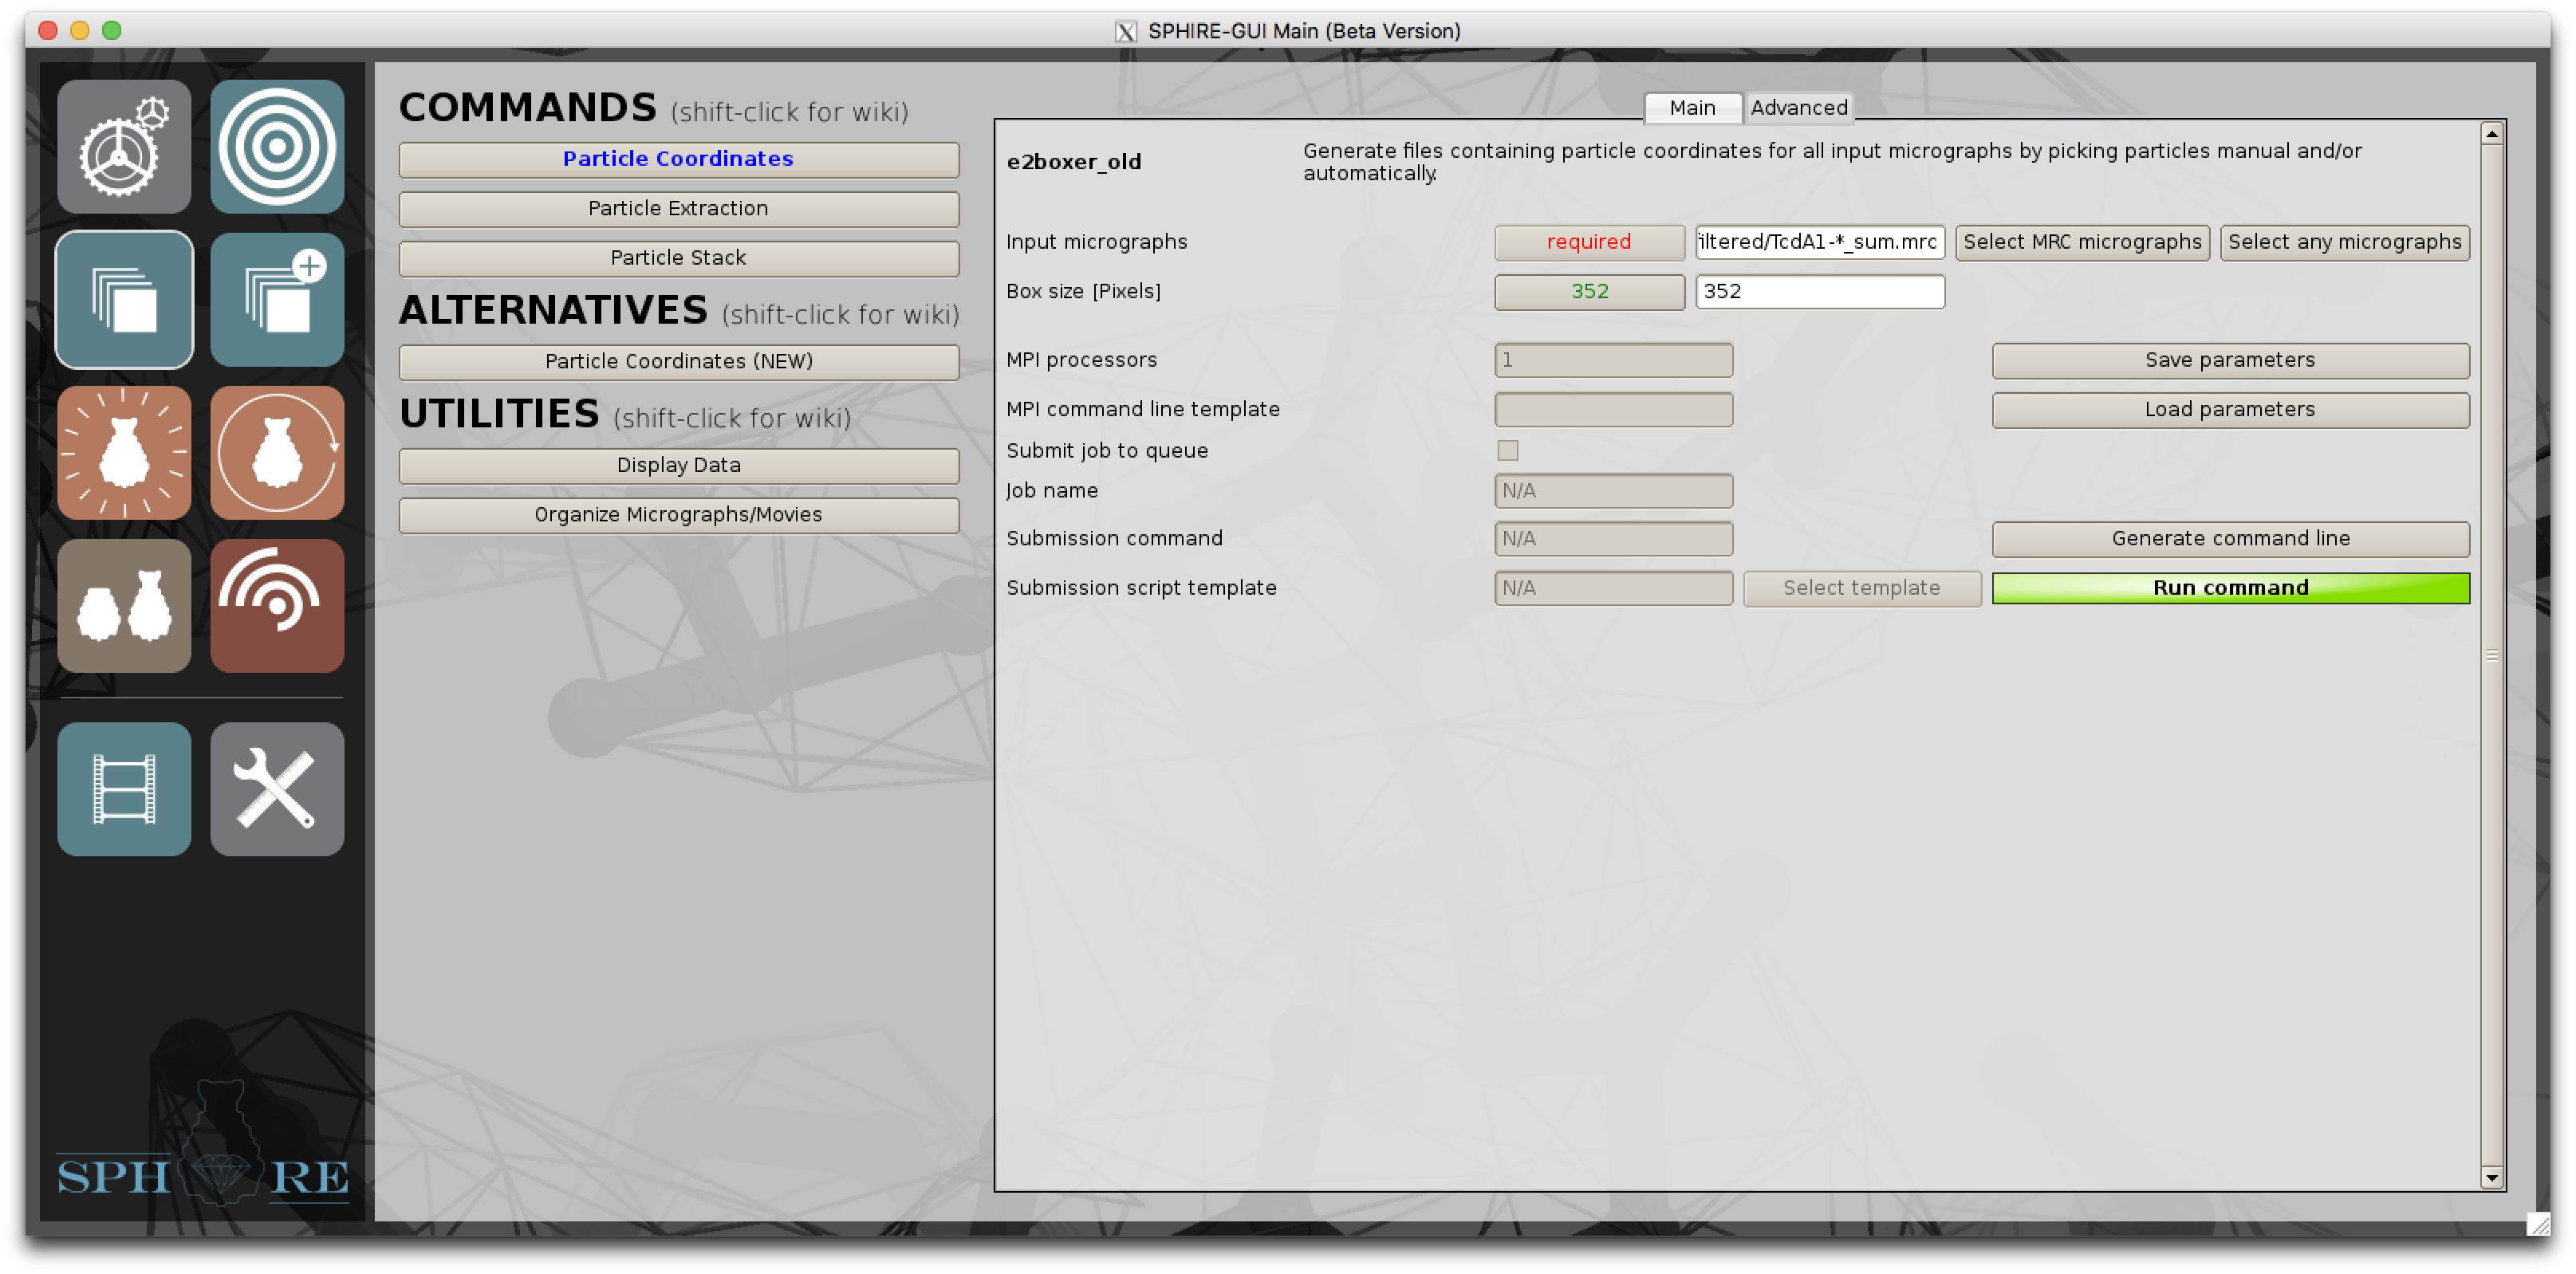 SPHIRE-GUI Main (Beta Version)
COMMANDS (shift-click for wiki)
Particle Coordinates
Particle Extraction
Particle Stack
ALTERNATIVES (shift-click for wiki)
Particle Coordinates (NEW)
UTILITIES (shift-click for wiki)
Display Data
Organize Micrographs/Movies
Main Advanced
e2boxer_old
Generate files containing particle coordinates for all input micrographs by picking particles manual and/or
automatically.
Input micrographs required iltered/TcdA1-*_sum.mrc Select MRC micrographs Select any micrographs
Box size [Pixels] 352 352
MPI processors 1 Save parameters
MPI command line template Load parameters
Submit job to queue
Job name N/A
Submission command N/A Generate command line
Submission script template N/A Select template Run command
SPH RE